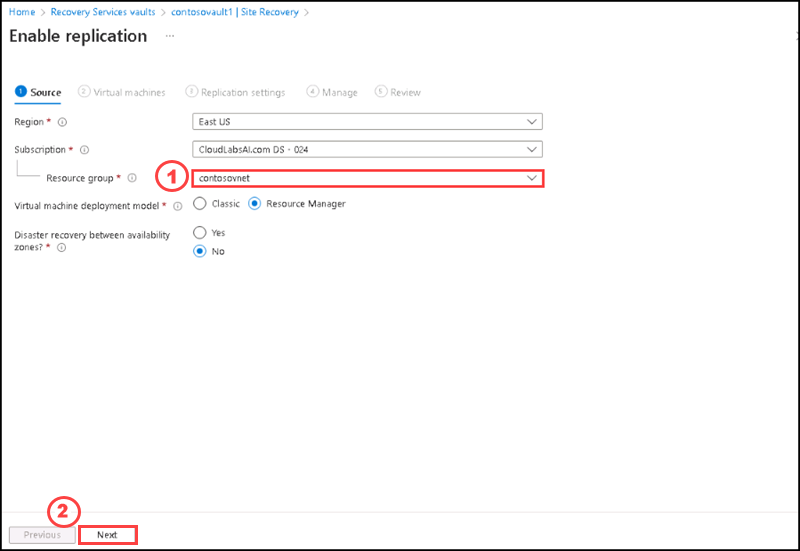 Home > Recovery Services vaults > contosovault1 | Site Recovery >
Enable replication ...
1 Source 2 Virtual machines 3 Replication settings 4 Manage 5 Review
Region * East US
Subscription * CloudLabsAI.com DS - 024
1
Resource group * contosovnet
Virtual machine deployment model * Classic Resource Manager
Disaster recovery between availability
zones? *
Yes
No
2
Previous Next